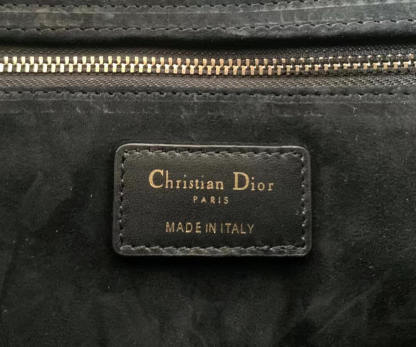 Christian Dior
PARIS
MADE IN ITALY